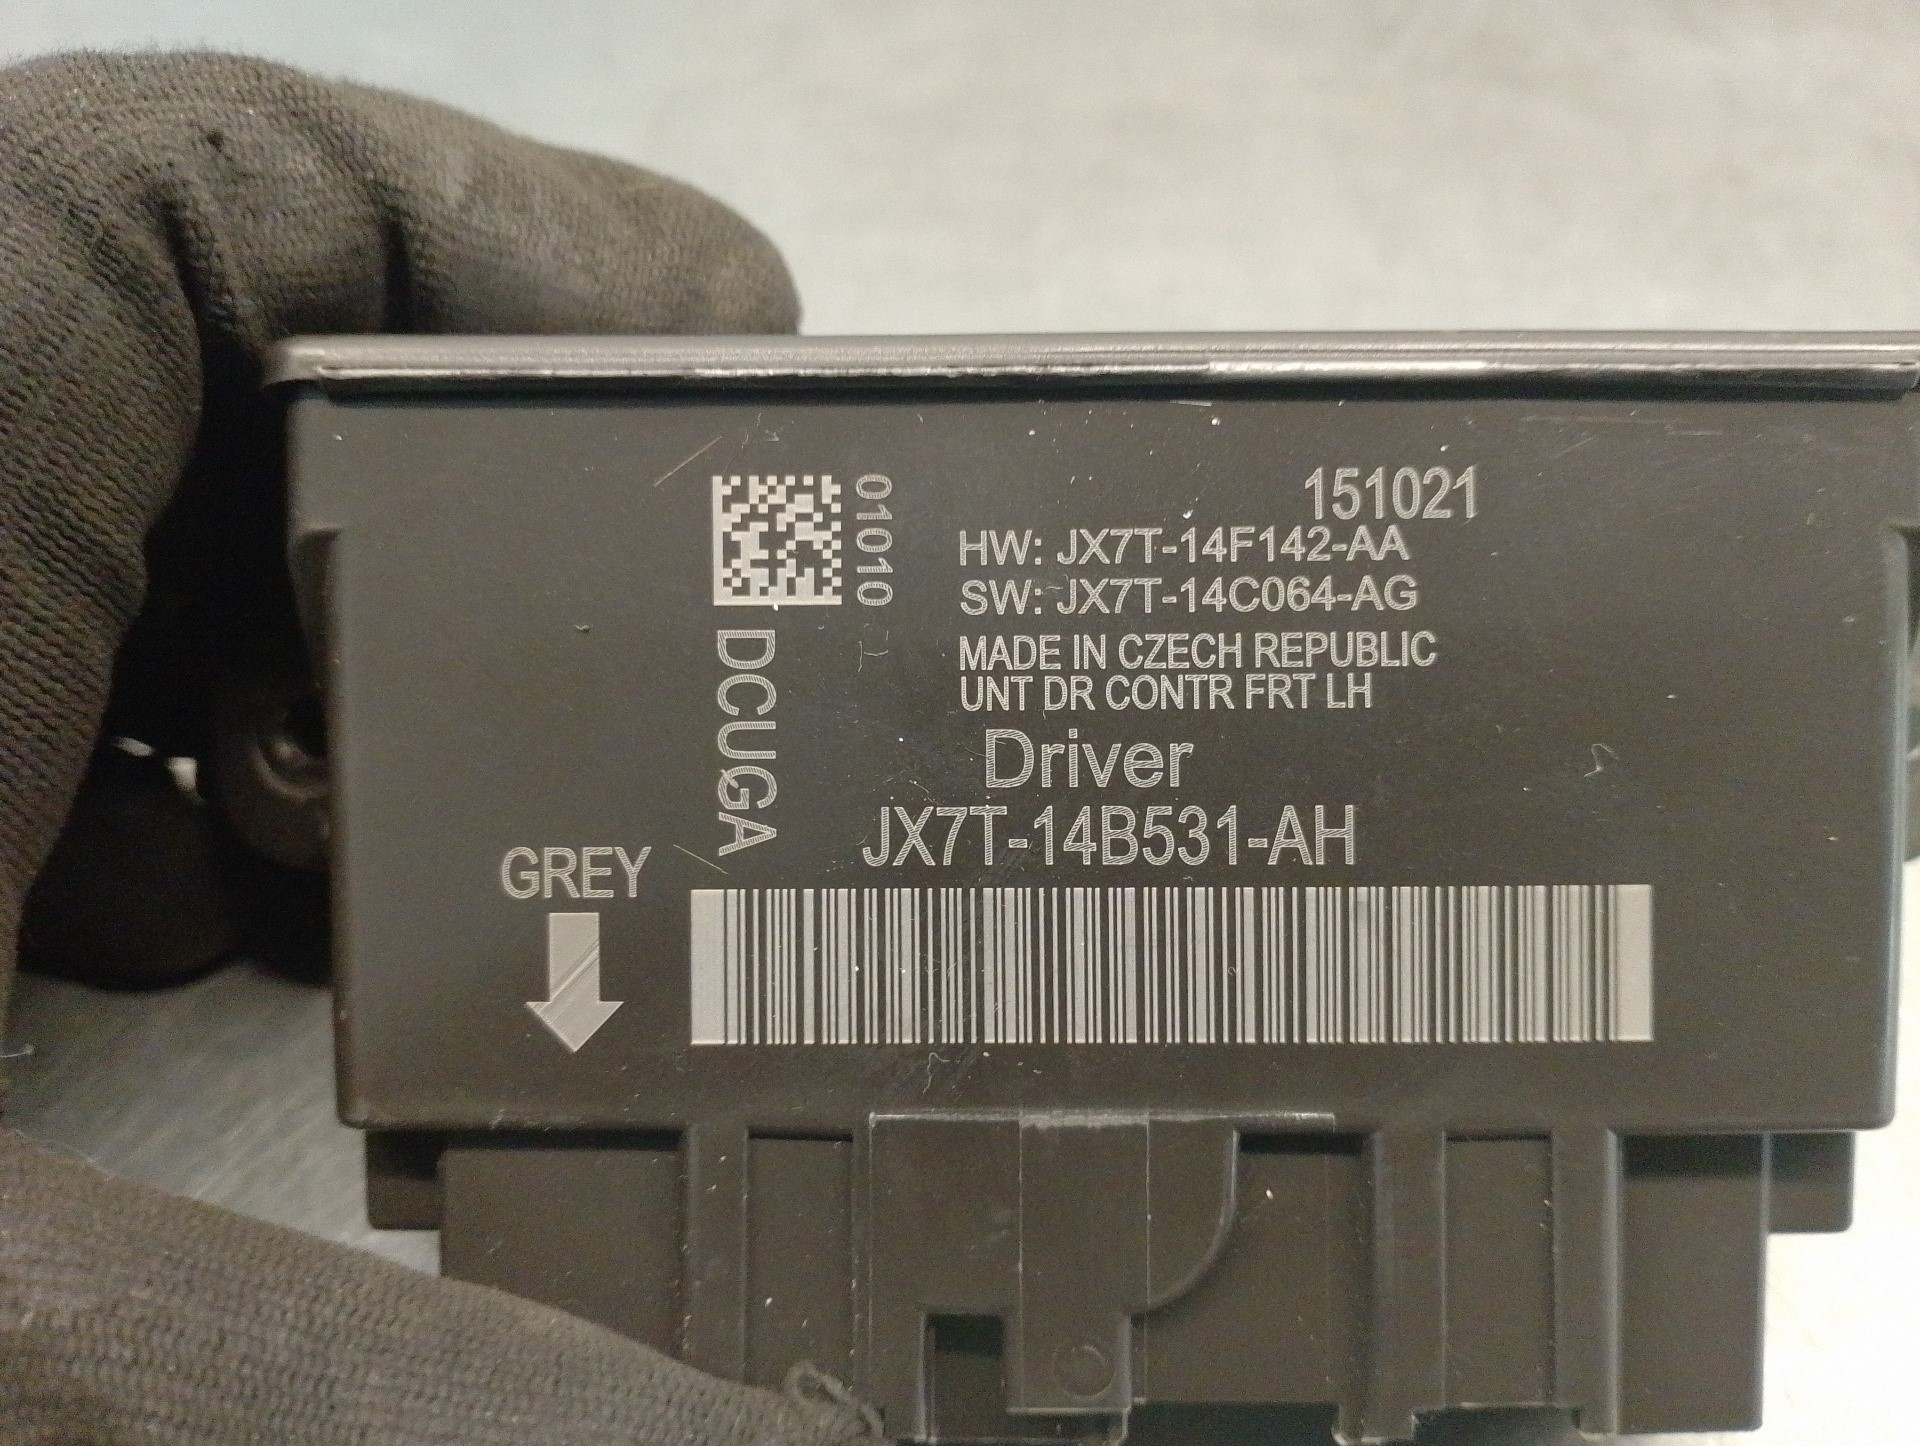 151021
01010
HW: JX7T-14F142-AA
SW: JX7T-14C064-AG
MADE IN CZECH REPUBLIC
UNT DR CONTR FRT LH
DCUGA
Driver
JX7T-14B531-AH
GREY